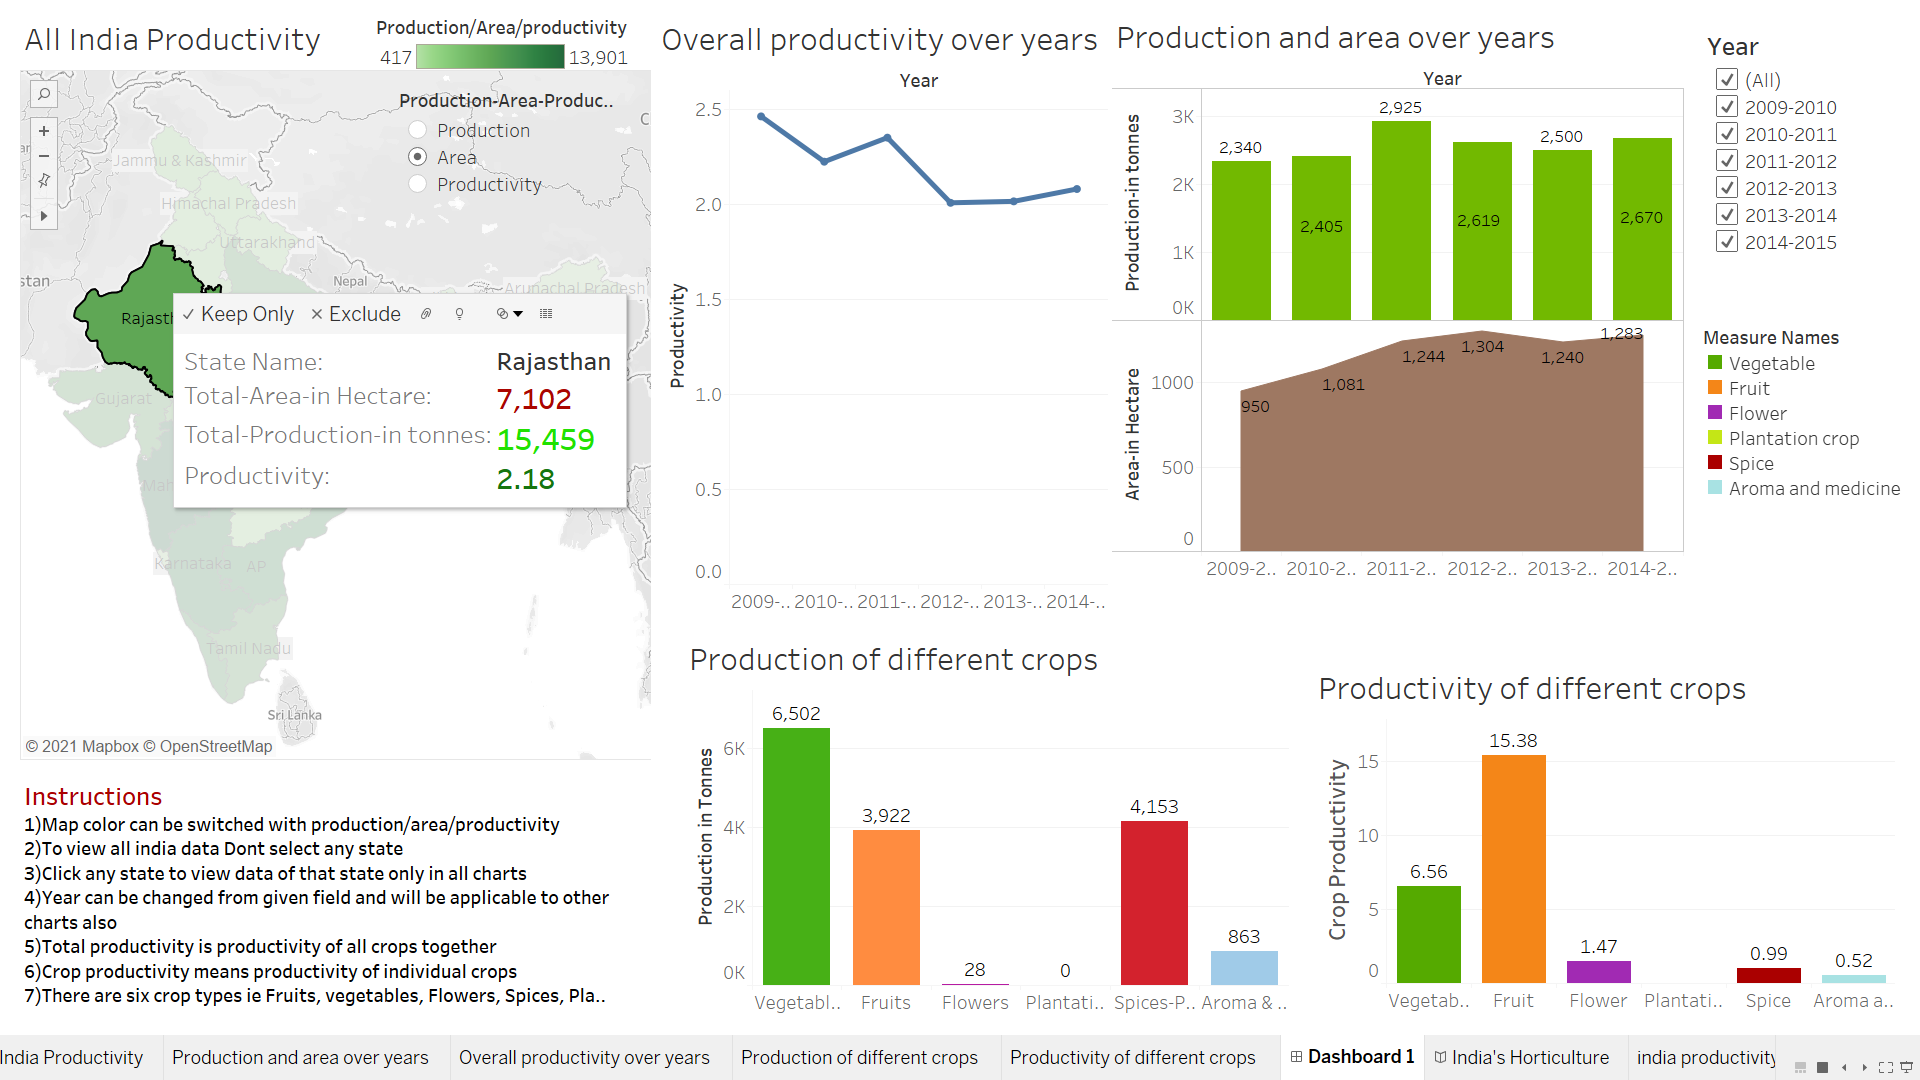 All India Productivity
Production/Area/productivity
417
13,901
Production-Area-Produc..
Production
Area
Productivity
Jammu & Kashmir
Himachal Pradesh
Uttarakhand
Nepal
Arunachal Pradesh
stan
Gujarat
Karnataka
AP
Tamil Nadu
Sri Lanka
Keep Only
Exclude
State Name: Rajasthan
Total-Area-in Hectare: 7,102
Total-Production-in tonnes: 15,459
Productivity: 2.18
© 2021 Mapbox © OpenStreetMap
Instructions
1)Map color can be switched with production/area/productivity
2)To view all india data Dont select any state
3)Click any state to view data of that state only in all charts
4)Year can be changed from given field and will be applicable to other
charts also
5)Total productivity is productivity of all crops together
6)Crop productivity means productivity of individual crops
7)There are six crop types ie Fruits, vegetables, Flowers, Spices, Pla..
Overall productivity over years
Year
Productivity
2.5
2.0
1.5
1.0
0.5
0.0
2009-.. 2010-.. 2011-.. 2012-.. 2013-.. 2014-..
Production and area over years
Year
Production-in tonnes
3K
2K
1K
0K
2,340
2,405
2,925
2,619
2,500
2,670
Area-in Hectare
1000
500
0
950
1,081
1,244
1,304
1,240
1,283
2009-2.. 2010-2.. 2011-2.. 2012-2.. 2013-2.. 2014-2..
Year
(All)
2009-2010
2010-2011
2011-2012
2012-2013
2013-2014
2014-2015
Measure Names
Vegetable
Fruit
Flower
Plantation crop
Spice
Aroma and medicine
Production of different crops
Production in Tonnes
6K
4K
2K
0K
6,502
3,922
28
0
4,153
863
Vegetabl.. Fruits Flowers Plantati.. Spices-P.. Aroma & ..
Productivity of different crops
Crop Productivity
15
10
5
0
6.56
15.38
1.47
0.99
0.52
Vegetab.. Fruit Flower Plantati.. Spice Aroma a..
India Productivity
Production and area over years
Overall productivity over years
Production of different crops
Productivity of different crops
Dashboard 1
India's Horticulture
india productivity